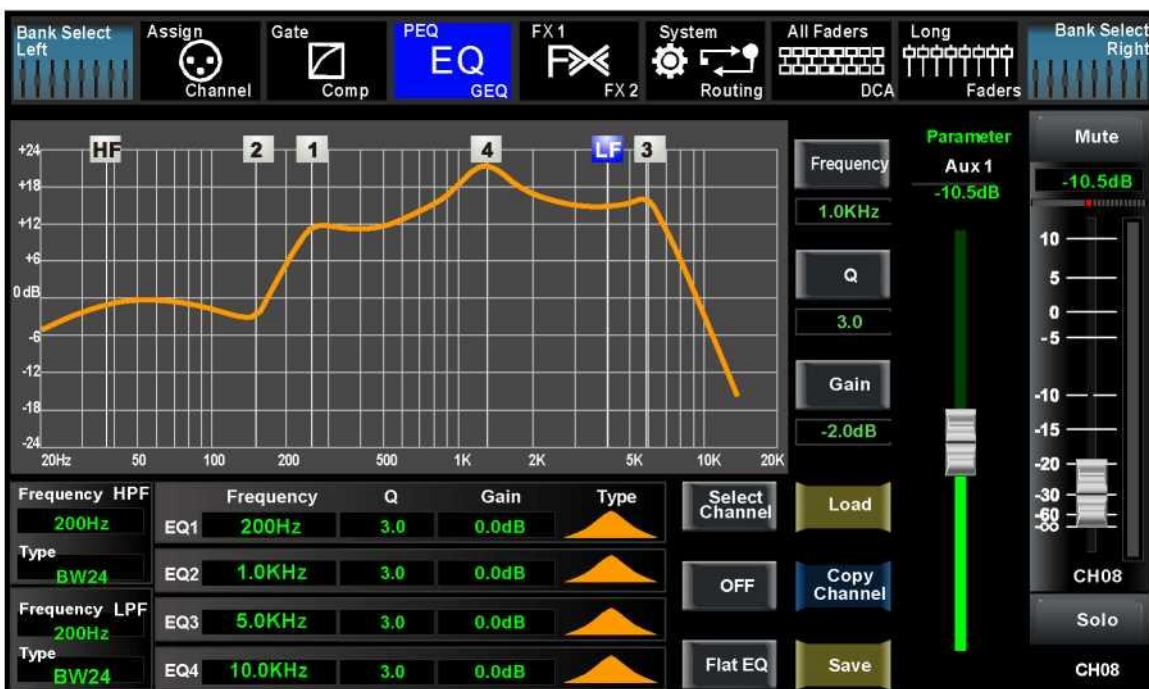 Bank Select
Left
Assign
Channel
Gate
Comp
PEQ
EQ
GEQ
FX 1
FX
FX 2
System
Routing
All Faders
DCA
Long
Faders
Bank Select
Right
+24
+18
+12
+6
0 dB
-6
-12
-18
-24
HF
2
1
4
LF
3
20Hz 50 100 200 500 1K 2K 5K 10K 20K
Frequency
1.0KHz
Q
3.0
Gain
-2.0dB
Parameter
Aux 1
-10.5dB
Mute
-10.5dB
10
5
0
-5
-10
-15
-20
-30
-60
-∞
CH08
Solo
CH08
Frequency HPF
200Hz
Type
BW24
Frequency LPF
200Hz
Type
BW24
Frequency Q Gain Type
EQ1 200Hz 3.0 0.0dB
EQ2 1.0KHz 3.0 0.0dB
EQ3 5.0KHz 3.0 0.0dB
EQ4 10.0KHz 3.0 0.0dB
Select
Channel
OFF
Flat EQ
Load
Copy
Channel
Save